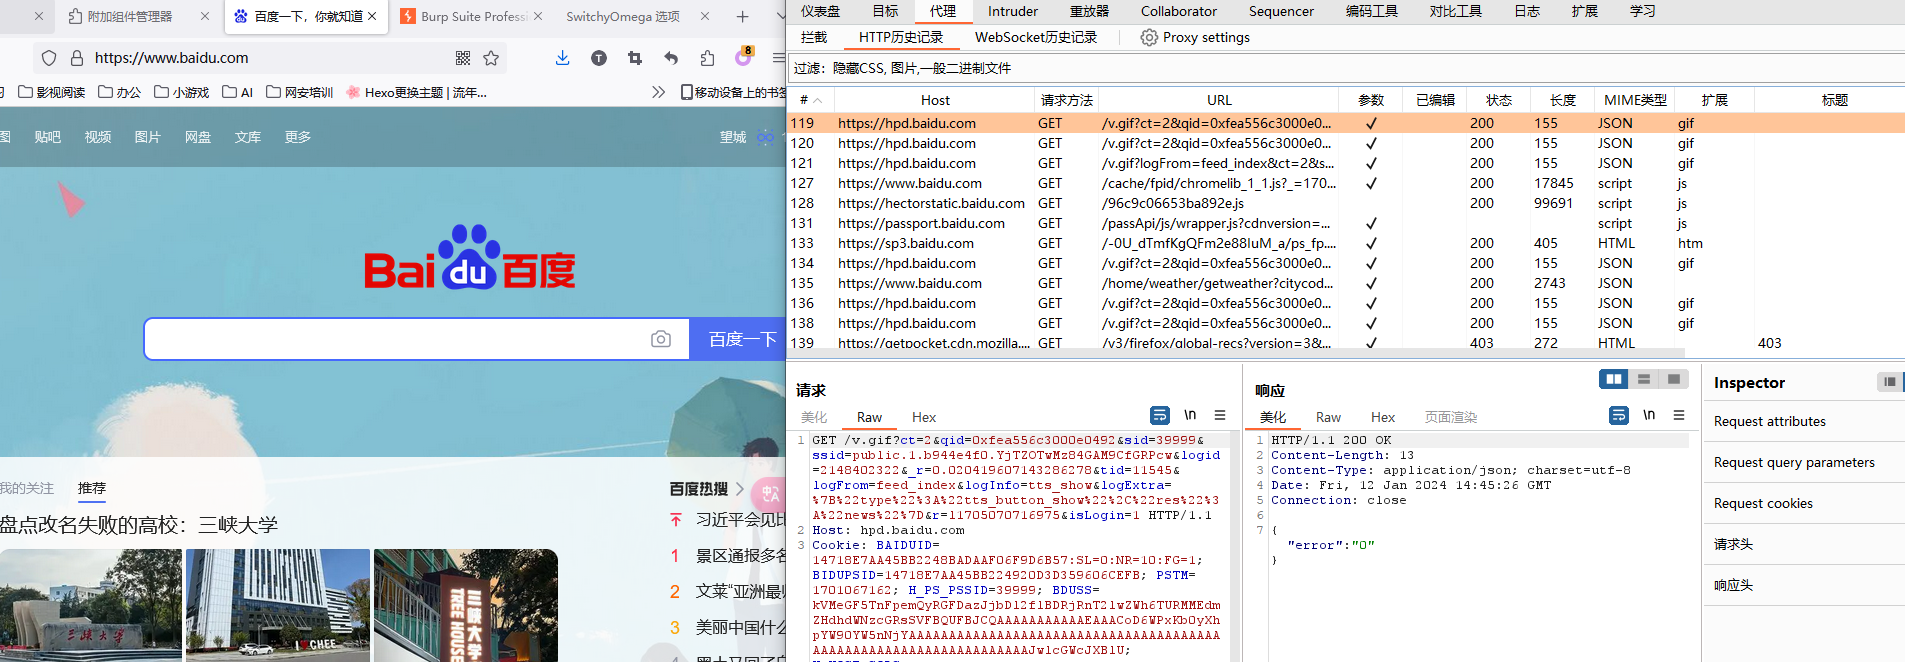 附加组件管理器
百度一下，你就知道
Burp Suite Professi
SwitchyOmega 选项
https://www.baidu.com
8
影视阅读
办公
小游戏
AI
网安培训
Hexo更换主题 | 流年...
移动设备上的书签
图
贴吧
视频
图片
网盘
文库
更多
望城
Bai du 百度
百度一下
我的关注
推荐
百度热搜
盘点改名失败的高校：三峡大学
习近平会见比
1 景区通报多名
2 文莱“亚洲最帅
3 美丽中国什么
三峡大学
I ♥ CHEE
三峡大学
THE HOUSE
仪表盘
目标
代理
Intruder
重放器
Collaborator
Sequencer
编码工具
对比工具
日志
扩展
学习
拦截
HTTP历史记录
WebSocket历史记录
Proxy settings
过滤：隐藏CSS, 图片,一般二进制文件
# Host 请求方法 URL 参数 已编辑 状态 长度 MIME类型 扩展 标题
119 https://hpd.baidu.com GET /v.gif?ct=2&qid=0xfea556c3000e0... ✓ 200 155 JSON gif
120 https://hpd.baidu.com GET /v.gif?ct=2&qid=0xfea556c3000e0... ✓ 200 155 JSON gif
121 https://hpd.baidu.com GET /v.gif?logFrom=feed_index&ct=2&s... ✓ 200 155 JSON gif
127 https://www.baidu.com GET /cache/fpid/chromelib_1_1.js?_=170... ✓ 200 17845 script js
128 https://hectorstatic.baidu.com GET /96c9c06653ba892e.js 200 99691 script js
131 https://passport.baidu.com GET /passApi/js/wrapper.js?cdnversion=... ✓ script js
133 https://sp3.baidu.com GET /-0U_dTmfKgQFm2e88IuM_a/ps_fp.... ✓ 200 405 HTML htm
134 https://hpd.baidu.com GET /v.gif?ct=2&qid=0xfea556c3000e0... ✓ 200 155 JSON gif
135 https://www.baidu.com GET /home/weather/getweather?citycod... ✓ 200 2743 JSON
136 https://hpd.baidu.com GET /v.gif?ct=2&qid=0xfea556c3000e0... ✓ 200 155 JSON gif
138 https://hpd.baidu.com GET /v.gif?ct=2&qid=0xfea556c3000e0... ✓ 200 155 JSON gif
139 https://getpocket.cdn.mozilla.... GET /v3/firefox/global-recs?version=3&... ✓ 403 272 HTML 403
请求
美化 Raw Hex \n
1 GET /v.gif?ct=2&qid=0xfea556c3000e0492&sid=39999&
ssid=public.1.b944e4f0.YjTZOTwMz84GAM9CfGRPcw&logid
=2148402322&_r=0.020419607143286278&tid=11545&
logFrom=feed_index&logInfo=tts_show&logExtra=
%7B%22type%22%3A%22tts_button_show%22%2C%22res%22%3
A%22news%22%7D&r=11705070716975&isLogin=1 HTTP/1.1
2 Host: hpd.baidu.com
3 Cookie: BAIDUID=
14718E7AA45BB2248BADAAF06F9D6B57:SL=0:NR=10:FG=1;
BIDUPSID=14718E7AA45BB224920D3D359606CEFB; PSTM=
1701067162; H_PS_PSSID=39999; BDUSS=
响应
美化 Raw Hex 页面渲染 \n
1 HTTP/1.1 200 OK
2 Content-Length: 13
3 Content-Type: application/json; charset=utf-8
4 Date: Fri, 12 Jan 2024 14:45:26 GMT
5 Connection: close
6
7 {
"error":"0"
}
Inspector
Request attributes
Request query parameters
Request cookies
请求头
响应头